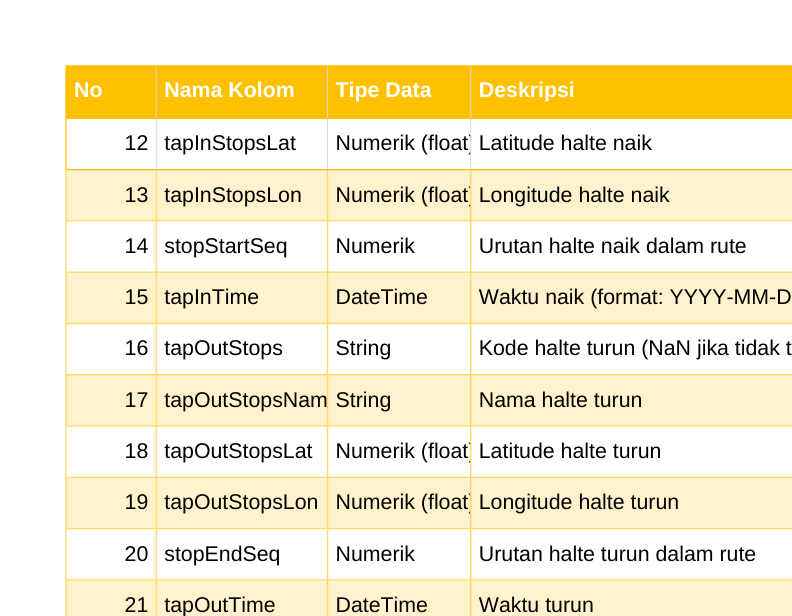 No Nama Kolom Tipe Data Deskripsi
12 tapInStopsLat Numerik (float) Latitude halte naik
13 tapInStopsLon Numerik (float) Longitude halte naik
14 stopStartSeq Numerik Urutan halte naik dalam rute
15 tapInTime DateTime Waktu naik (format: YYYY-MM-D
16 tapOutStops String Kode halte turun (NaN jika tidak t
17 tapOutStopsNam String Nama halte turun
18 tapOutStopsLat Numerik (float) Latitude halte turun
19 tapOutStopsLon Numerik (float) Longitude halte turun
20 stopEndSeq Numerik Urutan halte turun dalam rute
21 tapOutTime DateTime Waktu turun